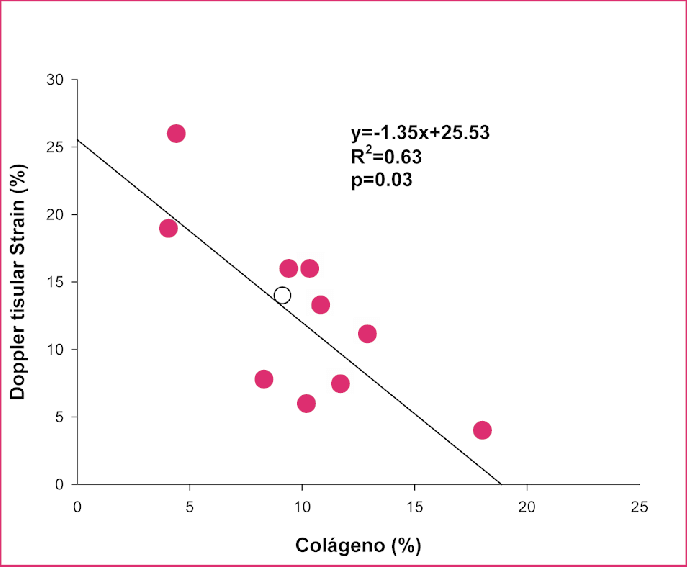 y=-1.35x+25.53
R²=0.63
p=0.03
Doppler tisular Strain (%)
30
25
20
15
10
5
0
0 5 10 15 20 25
Colágeno (%)